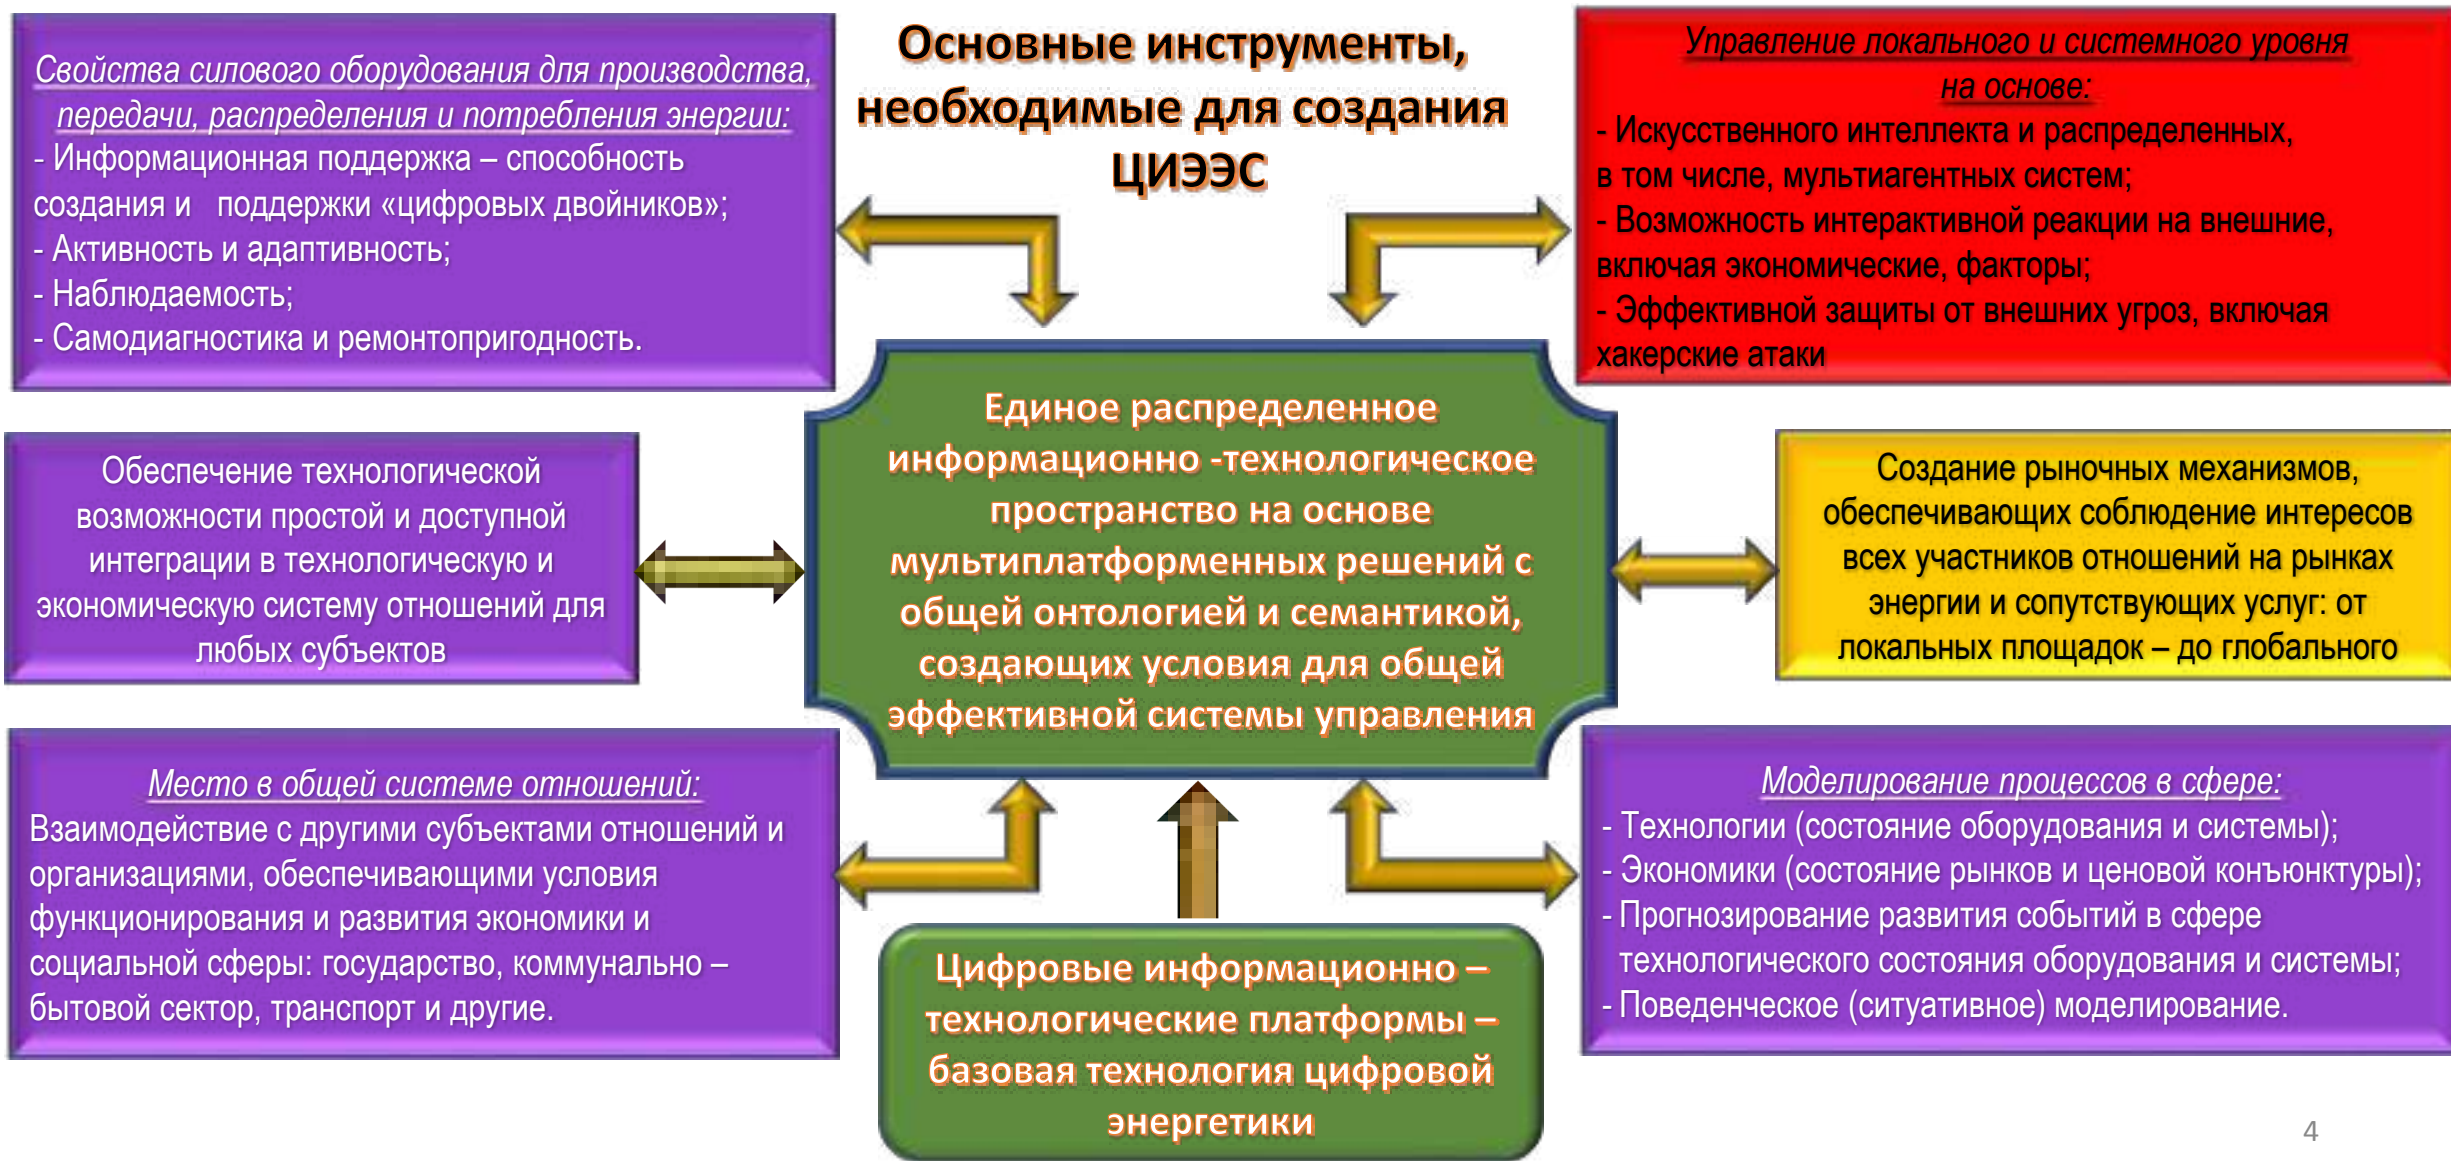 Основные инструменты,
необходимые для создания
ЦИЭЭС
Свойства силового оборудования для производства,
передачи, распределения и потребления энергии:
- Информационная поддержка – способность
создания и поддержки «цифровых двойников»;
- Активность и адаптивность;
- Наблюдаемость;
- Самодиагностика и ремонтопригодность.
Управление локального и системного уровня
на основе:
- Искусственного интеллекта и распределенных,
в том числе, мультиагентных систем;
- Возможность интерактивной реакции на внешние,
включая экономические, факторы;
- Эффективной защиты от внешних угроз, включая
хакерские атаки
Обеспечение технологической
возможности простой и доступной
интеграции в технологическую и
экономическую систему отношений для
любых субъектов
Единое распределенное
информационно -технологическое
пространство на основе
мультиплатформенных решений с
общей онтологией и семантикой,
создающих условия для общей
эффективной системы управления
Создание рыночных механизмов,
обеспечивающих соблюдение интересов
всех участников отношений на рынках
энергии и сопутствующих услуг: от
локальных площадок – до глобального
Место в общей системе отношений:
Взаимодействие с другими субъектами отношений и
организациями, обеспечивающими условия
функционирования и развития экономики и
социальной сферы: государство, коммунально –
бытовой сектор, транспорт и другие.
Цифровые информационно –
технологические платформы –
базовая технология цифровой
энергетики
Моделирование процессов в сфере:
- Технологии (состояние оборудования и системы);
- Экономики (состояние рынков и ценовой конъюнктуры);
- Прогнозирование развития событий в сфере
технологического состояния оборудования и системы;
- Поведенческое (ситуативное) моделирование.
4